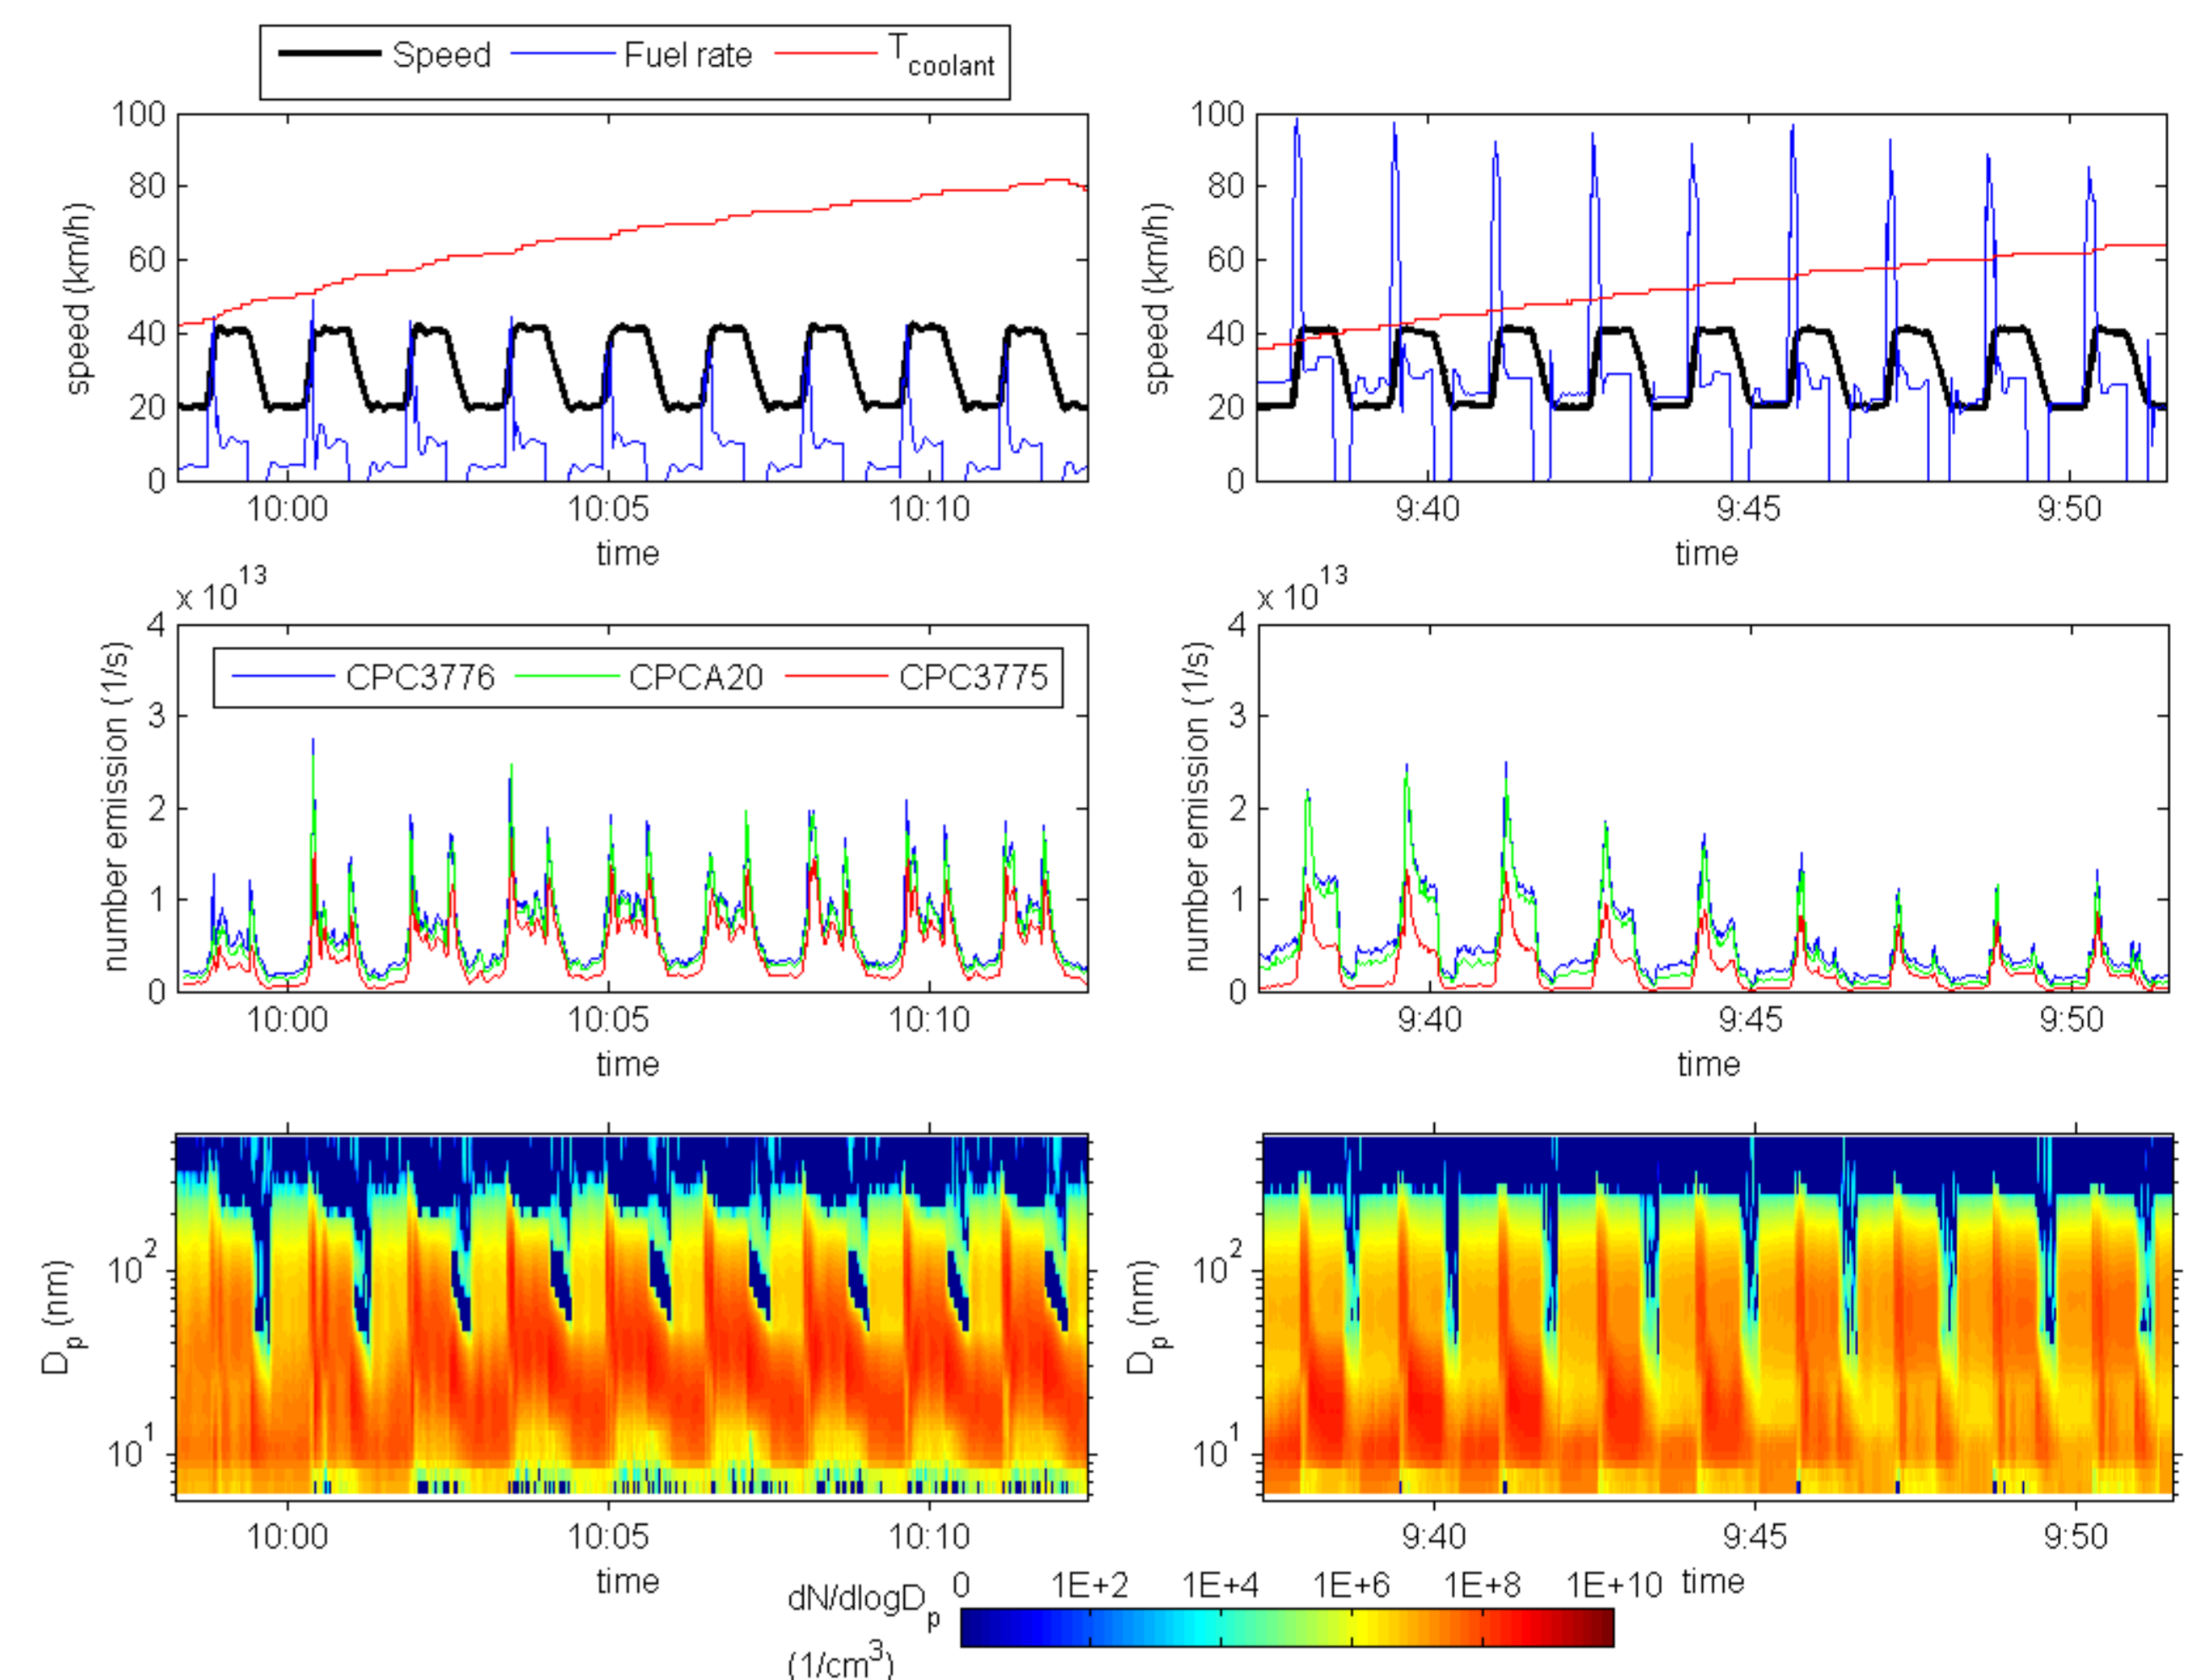 Speed Fuel rate T_coolant
100 80 60 40 20 0
speed (km/h)
10:00 10:05 10:10
time
100 80 60 40 20 0
speed (km/h)
9:40 9:45 9:50
time
x 10^13
4 3 2 1 0
number emission (1/s)
CPC3776 CPCA20 CPC3775
10:00 10:05 10:10
time
x 10^13
4 3 2 1 0
number emission (1/s)
9:40 9:45 9:50
time
10^2
10^1
D_p (nm)
10:00 10:05 10:10
time
10^2
10^1
D_p (nm)
9:40 9:45 9:50
time
dN/dlogD_p
(1/cm^3)
0 1E+2 1E+4 1E+6 1E+8 1E+10